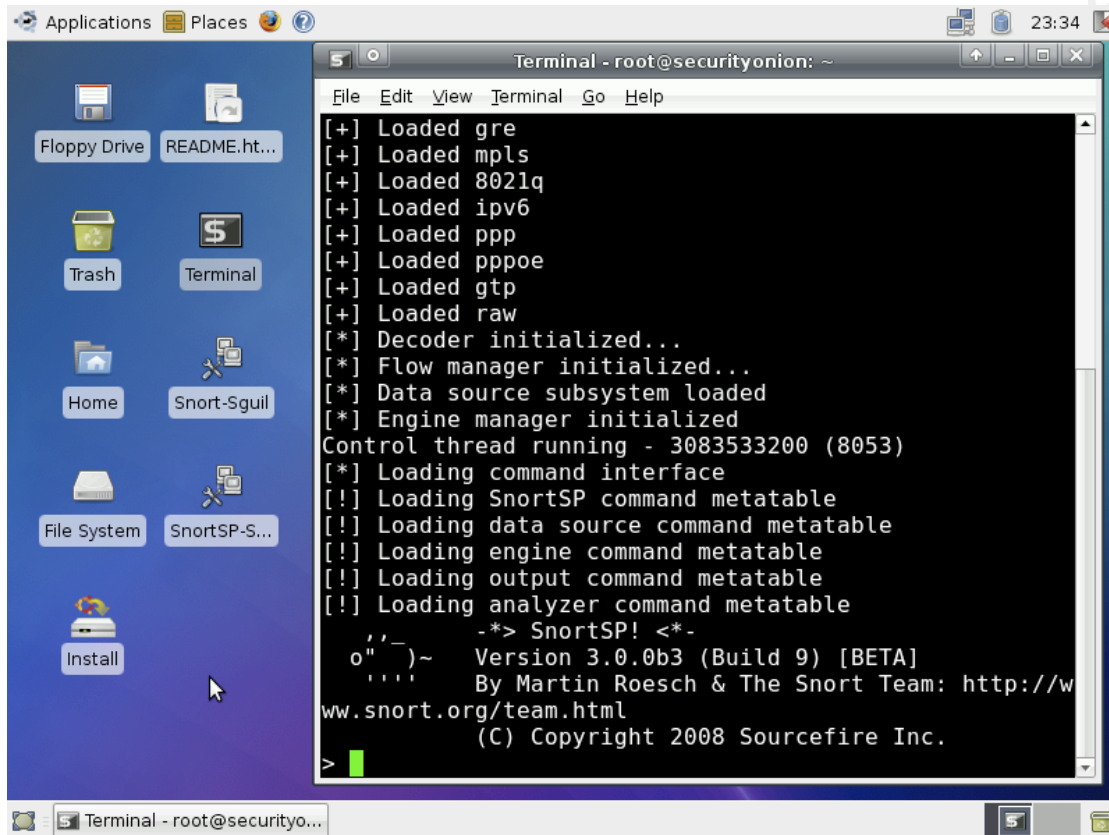 Applications Places 23:34
Terminal - root@securityonion: ~
File Edit View Terminal Go Help
Floppy Drive
README.ht...
Trash
Terminal
Home
Snort-Sguil
File System
SnortSP-S...
Install
[+] Loaded gre
[+] Loaded mpls
[+] Loaded 8021q
[+] Loaded ipv6
[+] Loaded ppp
[+] Loaded pppoe
[+] Loaded gtp
[+] Loaded raw
[*] Decoder initialized...
[*] Flow manager initialized...
[*] Data source subsystem loaded
[*] Engine manager initialized
Control thread running - 3083533200 (8053)
[*] Loading command interface
[!] Loading SnortSP command metatable
[!] Loading data source command metatable
[!] Loading engine command metatable
[!] Loading output command metatable
[!] Loading analyzer command metatable
   ,,_     -*> SnortSP! <*-
  o"  )~   Version 3.0.0b3 (Build 9) [BETA]
   ''''    By Martin Roesch & The Snort Team: http://w
ww.snort.org/team.html
           (C) Copyright 2008 Sourcefire Inc.
>
Terminal - root@securityo...